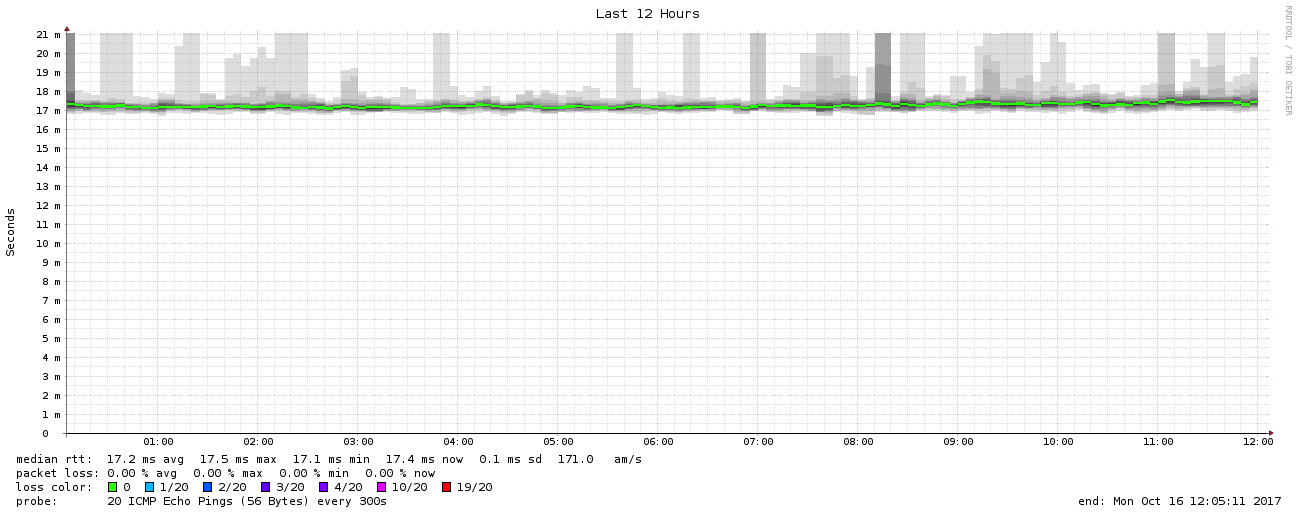 Last 12 Hours
RRDTOOL / TOBI OETIKER
Seconds
21 m
20 m
19 m
18 m
17 m
16 m
15 m
14 m
13 m
12 m
11 m
10 m
9 m
8 m
7 m
6 m
5 m
4 m
3 m
2 m
1 m
0
01:00 02:00 03:00 04:00 05:00 06:00 07:00 08:00 09:00 10:00 11:00 12:00
median rtt: 17.2 ms avg 17.5 ms max 17.1 ms min 17.4 ms now 0.1 ms sd 171.0 am/s
packet loss: 0.00 % avg 0.00 % max 0.00 % min 0.00 % now
loss color: 0 1/20 2/20 3/20 4/20 10/20 19/20
probe: 20 ICMP Echo Pings (56 Bytes) every 300s end: Mon Oct 16 12:05:11 2017